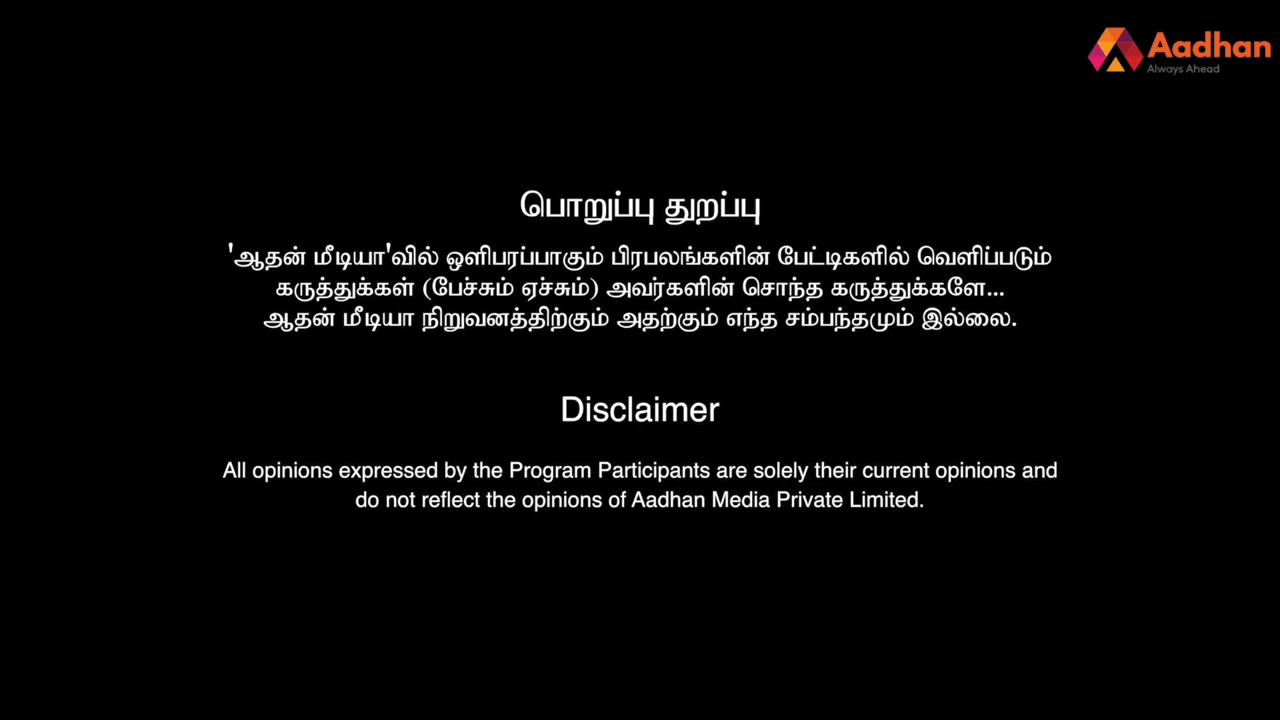 Aadhan
Always Ahead
பொறுப்பு துறப்பு
'ஆதன் மீடியா'வில் ஒளிபரப்பாகும் பிரபலங்களின் பேட்டிகளில் வெளிப்படும்
கருத்துக்கள் (பேச்சும் ஏச்சும்) அவர்களின் சொந்த கருத்துக்களே...
ஆதன் மீடியா நிறுவனத்திற்கும் அதற்கும் எந்த சம்பந்தமும் இல்லை.
Disclaimer
All opinions expressed by the Program Participants are solely their current opinions and
do not reflect the opinions of Aadhan Media Private Limited.